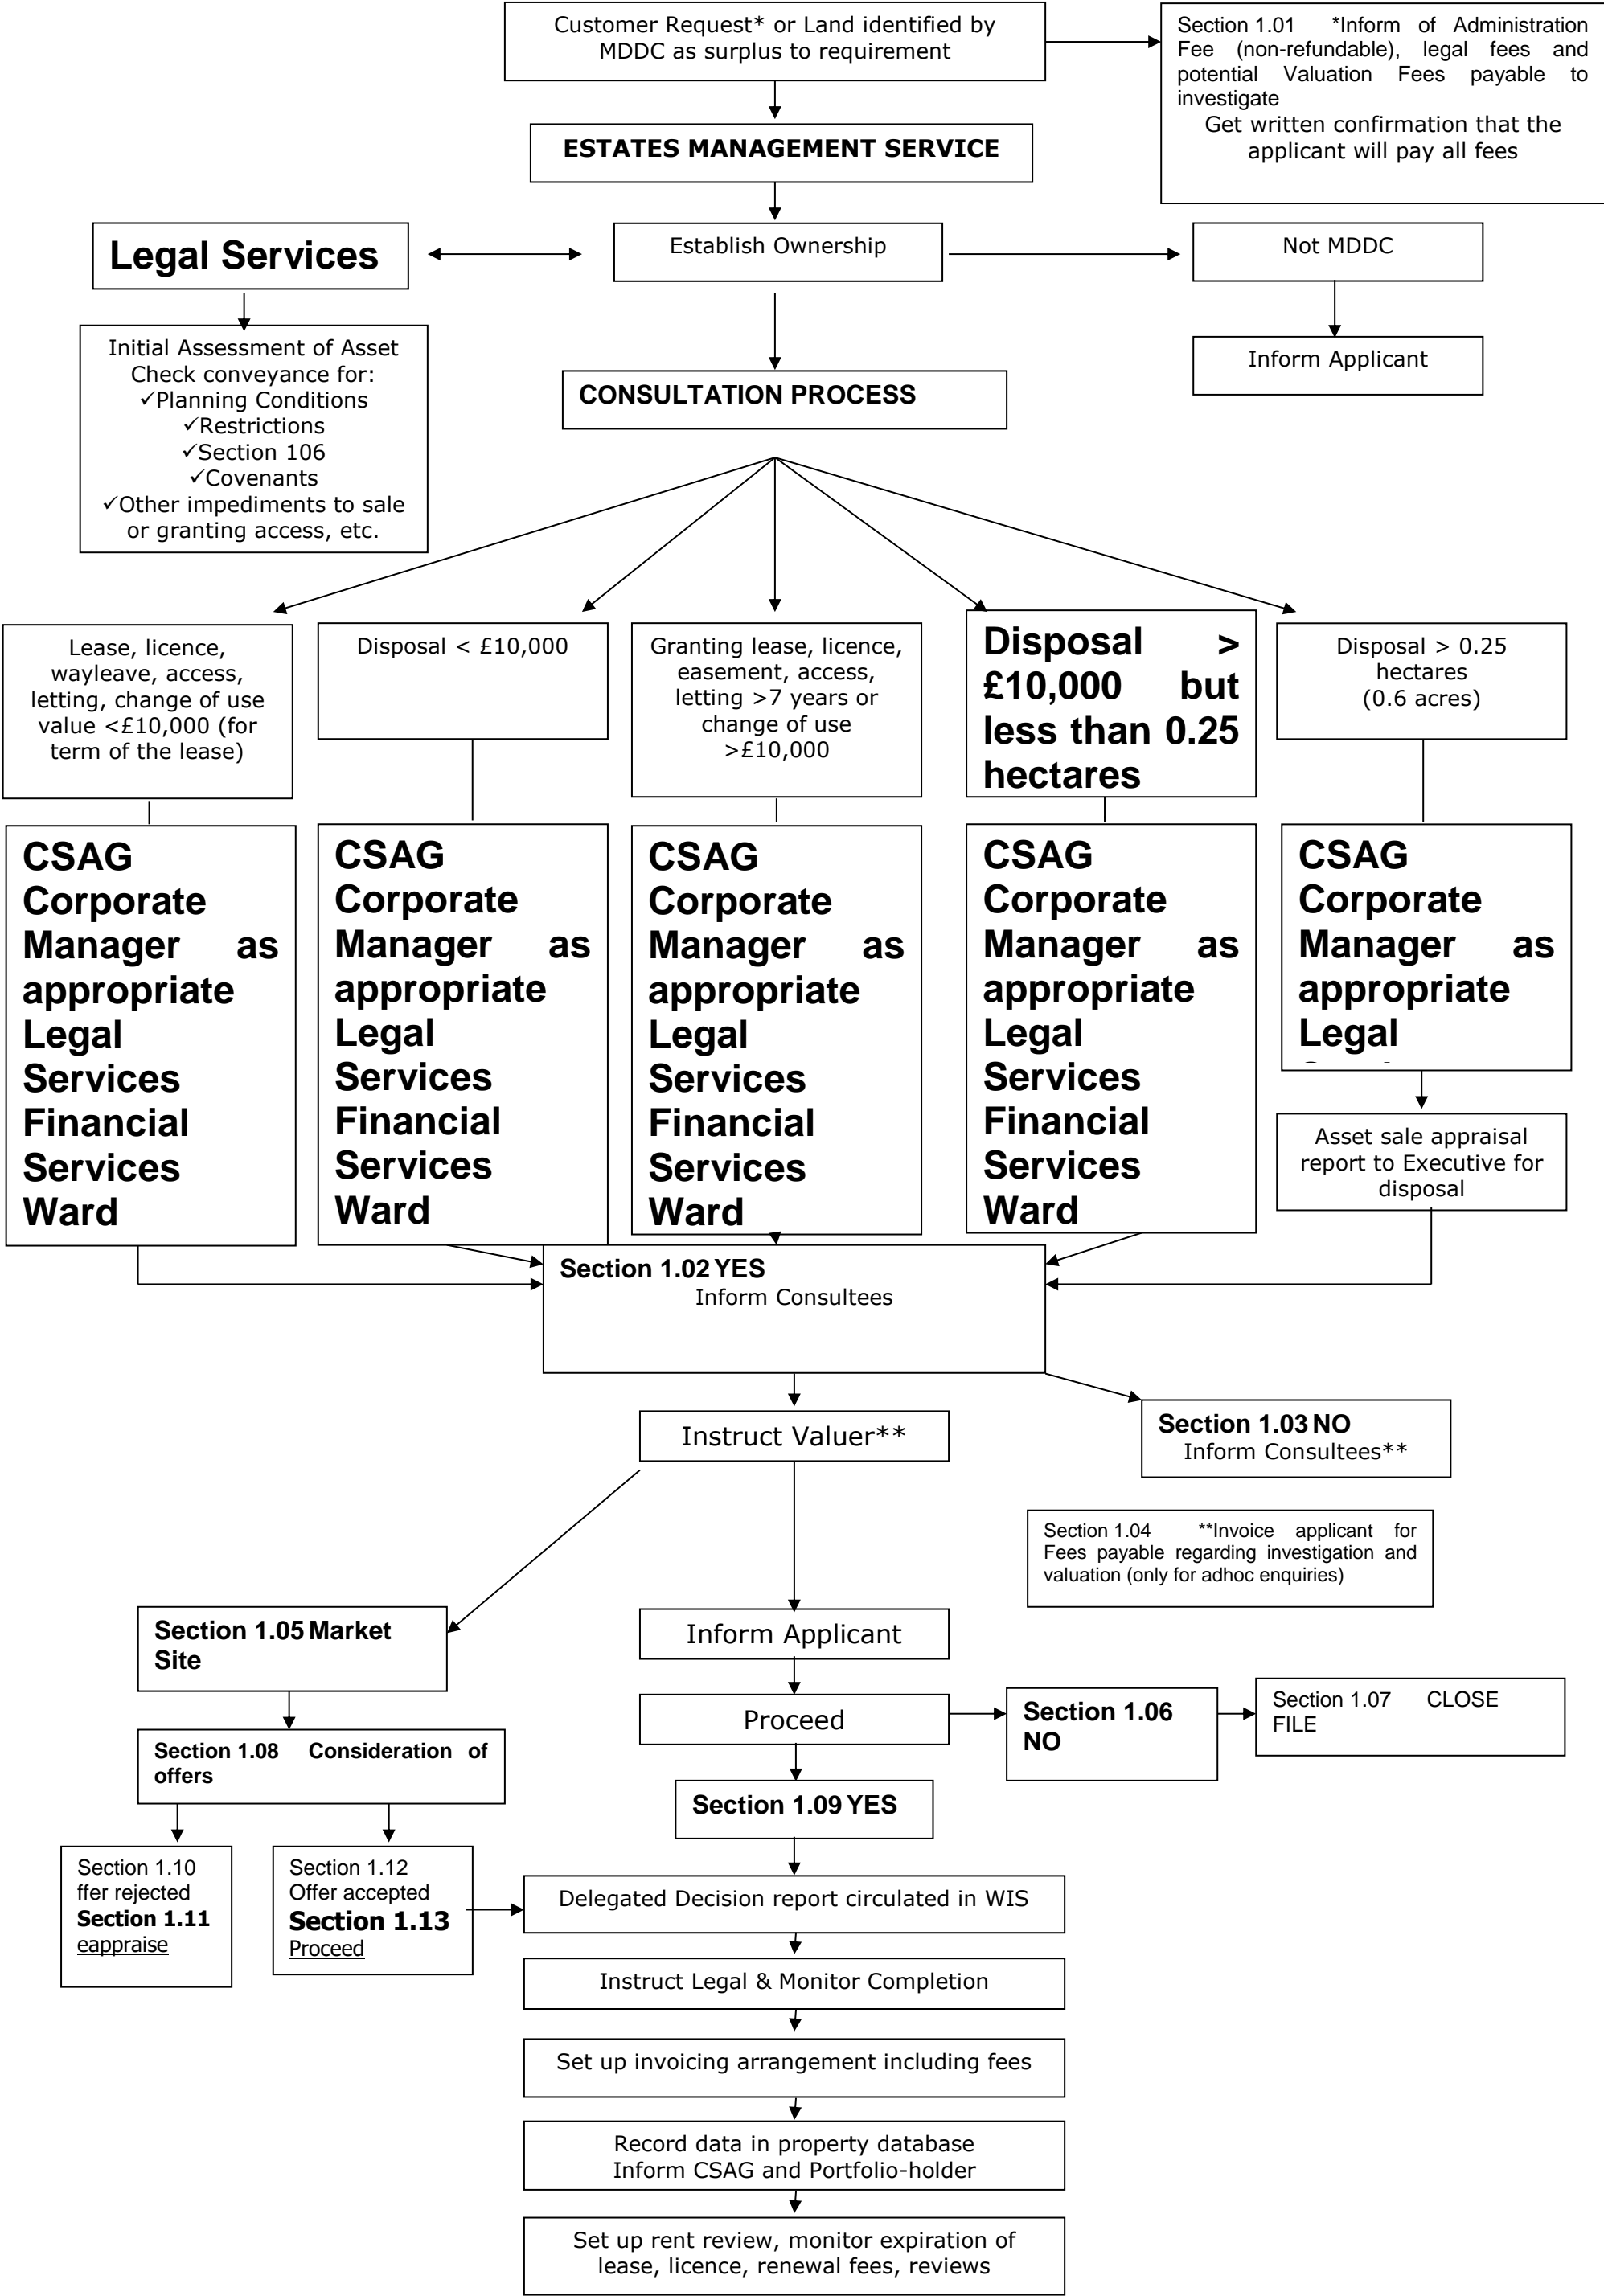 Customer Request* or Land identified by
MDDC as surplus to requirement
Section 1.01 *Inform of Administration
Fee (non-refundable), legal fees and
potential Valuation Fees payable to
investigate
Get written confirmation that the
applicant will pay all fees
ESTATES MANAGEMENT SERVICE
Legal Services
Establish Ownership
Not MDDC
Initial Assessment of Asset
Check conveyance for:
✓Planning Conditions
✓Restrictions
✓Section 106
✓Covenants
✓Other impediments to sale
or granting access, etc.
Inform Applicant
CONSULTATION PROCESS
Lease, licence,
wayleave, access,
letting, change of use
value <£10,000 (for
term of the lease)
Disposal < £10,000
Granting lease, licence,
easement, access,
letting >7 years or
change of use
>£10,000
Disposal >
£10,000 but
less than 0.25
hectares
Disposal > 0.25
hectares
(0.6 acres)
CSAG
Corporate
Manager as
appropriate
Legal
Services
Financial
Services
Ward
CSAG
Corporate
Manager as
appropriate
Legal
Services
Financial
Services
Ward
CSAG
Corporate
Manager as
appropriate
Legal
Services
Financial
Services
Ward
CSAG
Corporate
Manager as
appropriate
Legal
Services
Financial
Services
Ward
CSAG
Corporate
Manager as
appropriate
Legal
Asset sale appraisal
report to Executive for
disposal
Section 1.02 YES
Inform Consultees
Instruct Valuer**
Section 1.03 NO
Inform Consultees**
Section 1.04 **Invoice applicant for
Fees payable regarding investigation and
valuation (only for adhoc enquiries)
Section 1.05 Market
Site
Inform Applicant
Proceed
Section 1.06
NO
Section 1.07 CLOSE
FILE
Section 1.08 Consideration of
offers
Section 1.09 YES
Section 1.10
ffer rejected
Section 1.11
eappraise
Section 1.12
Offer accepted
Section 1.13
Proceed
Delegated Decision report circulated in WIS
Instruct Legal & Monitor Completion
Set up invoicing arrangement including fees
Record data in property database
Inform CSAG and Portfolio-holder
Set up rent review, monitor expiration of
lease, licence, renewal fees, reviews